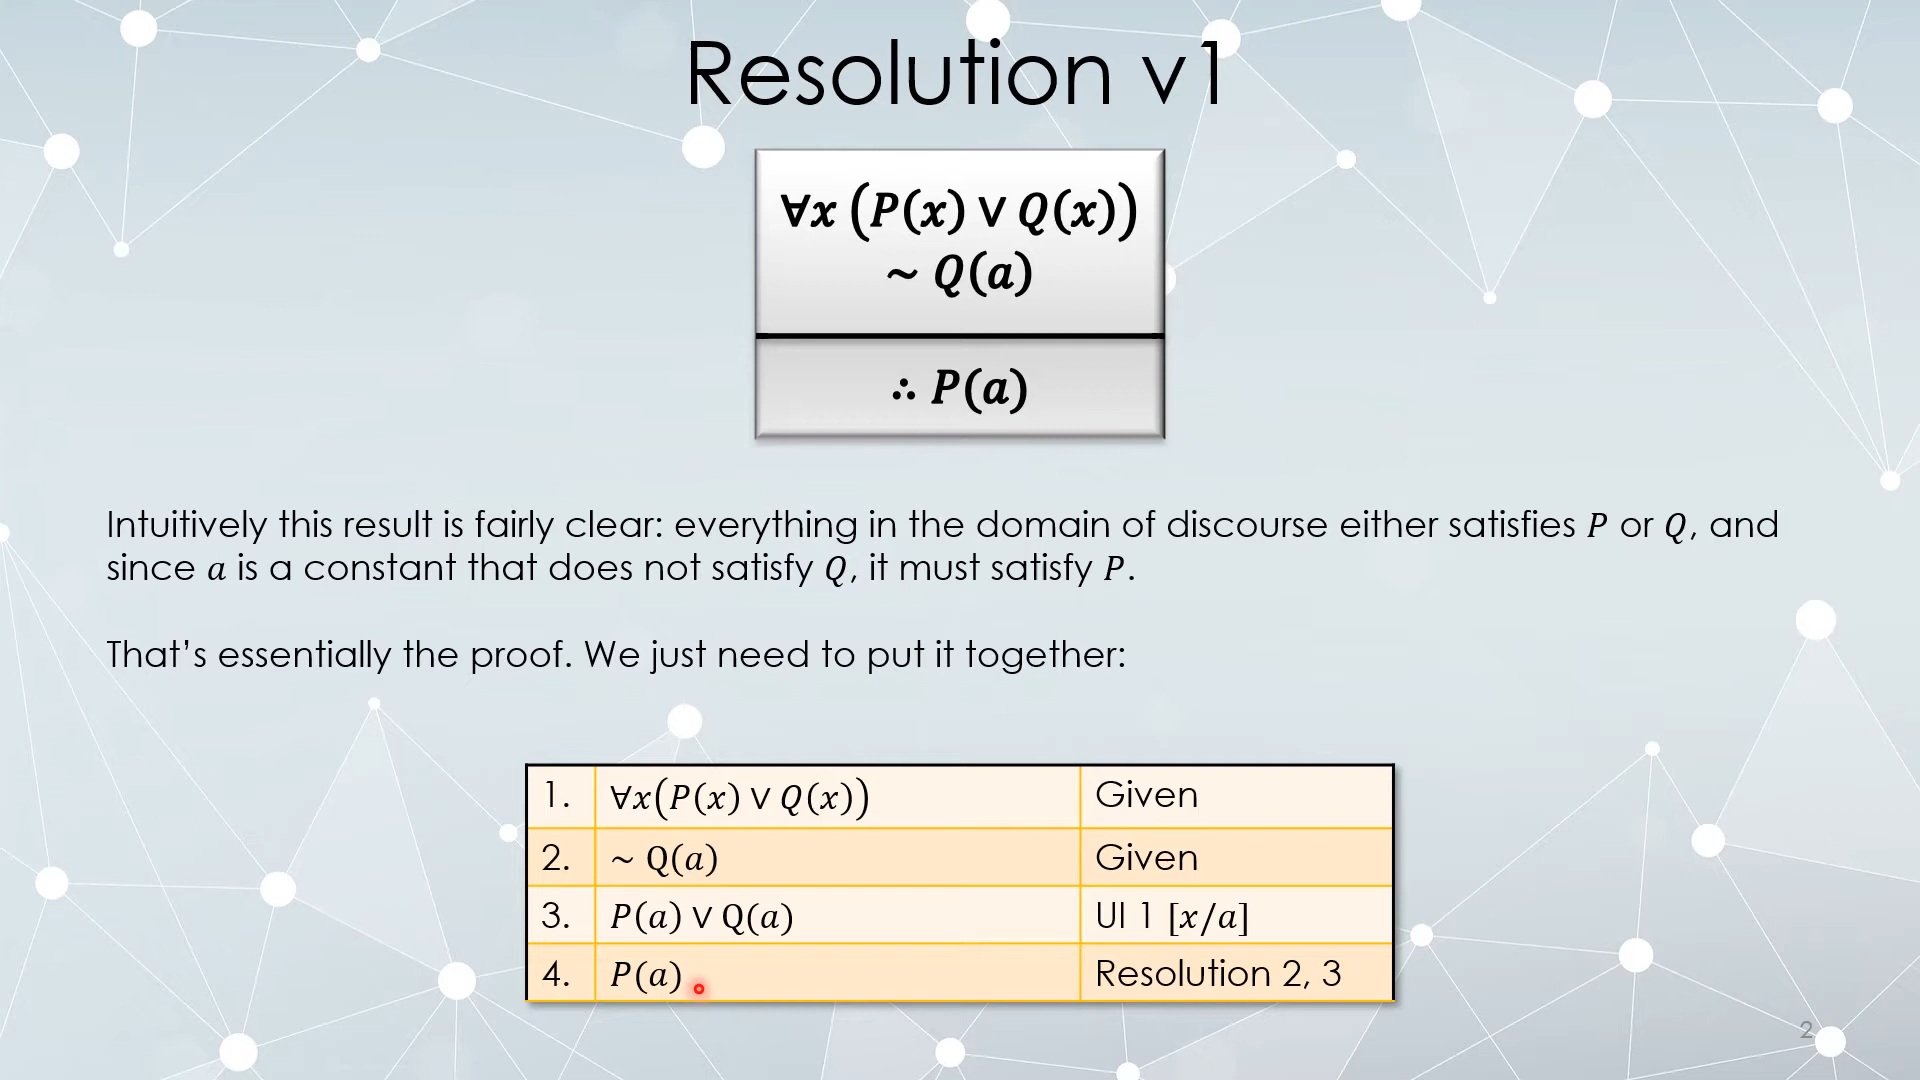 Resolution v1
∀x (P(x) ∨ Q(x))
~ Q(a)
∴ P(a)
Intuitively this result is fairly clear: everything in the domain of discourse either satisfies P or Q, and
since a is a constant that does not satisfy Q, it must satisfy P.
That’s essentially the proof. We just need to put it together:
1. ∀x(P(x) ∨ Q(x)) Given
2. ~ Q(a) Given
3. P(a) ∨ Q(a) UI 1 [x/a]
4. P(a) Resolution 2, 3
2